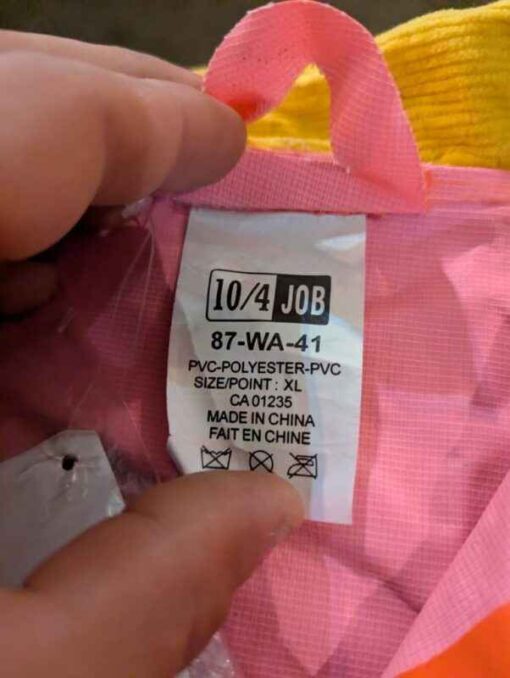 10/4 JOB
87-WA-41
PVC-POLYESTER-PVC
SIZE/POINT : XL
CA 01235
MADE IN CHINA
FAIT EN CHINE